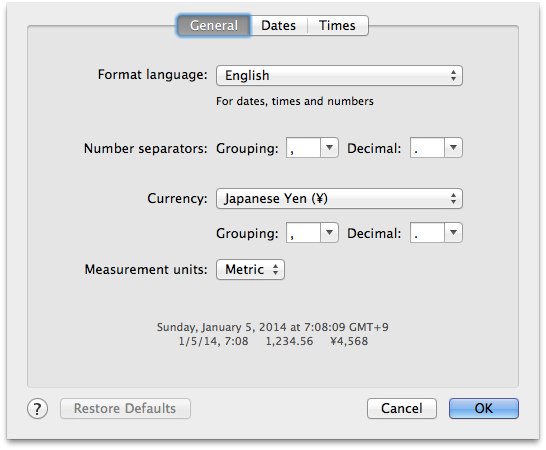 General Dates Times
Format language: English
For dates, times and numbers
Number separators: Grouping: , Decimal: .
Currency: Japanese Yen (¥)
Grouping: , Decimal: .
Measurement units: Metric
Sunday, January 5, 2014 at 7:08:09 GMT+9
1/5/14, 7:08 1,234.56 ¥4,568
? Restore Defaults Cancel OK